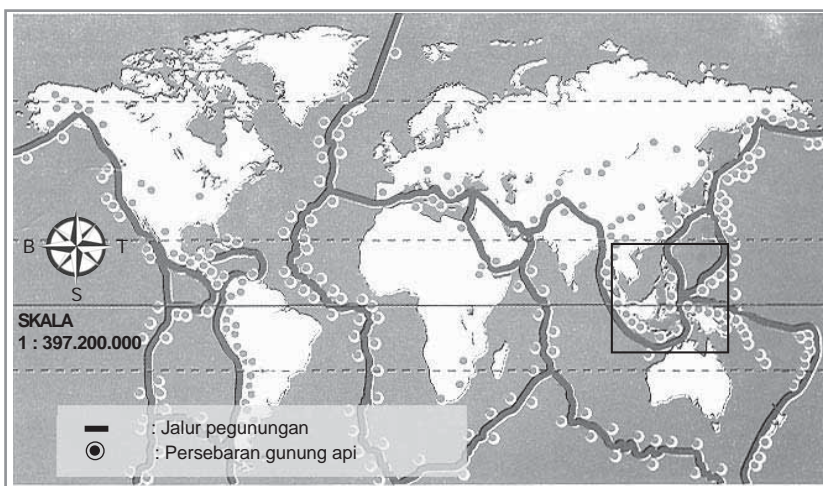 B T
S
SKALA
1 : 397.200.000
: Jalur pegunungan
: Persebaran gunung api